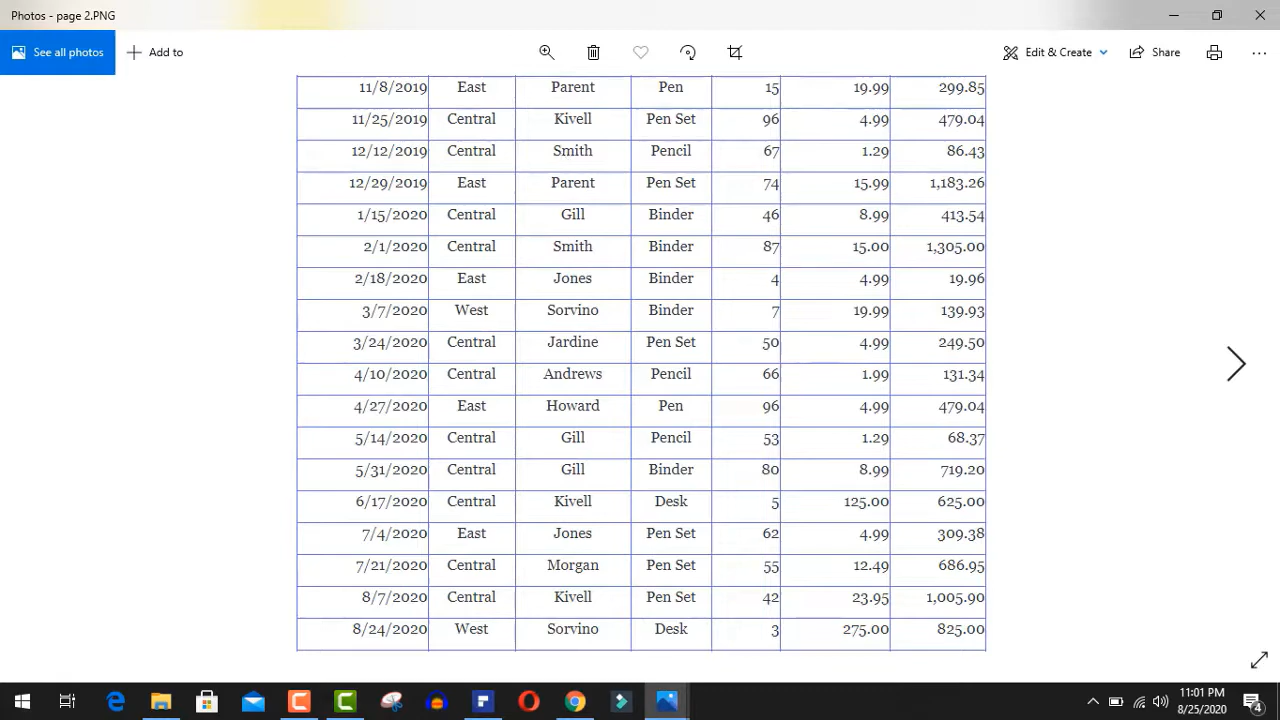 Photos - page 2.PNG
See all photos Add to Edit & Create Share
11/8/2019 East Parent Pen 15 19.99 299.85
11/25/2019 Central Kivell Pen Set 96 4.99 479.04
12/12/2019 Central Smith Pencil 67 1.29 86.43
12/29/2019 East Parent Pen Set 74 15.99 1,183.26
1/15/2020 Central Gill Binder 46 8.99 413.54
2/1/2020 Central Smith Binder 87 15.00 1,305.00
2/18/2020 East Jones Binder 4 4.99 19.96
3/7/2020 West Sorvino Binder 7 19.99 139.93
3/24/2020 Central Jardine Pen Set 50 4.99 249.50
4/10/2020 Central Andrews Pencil 66 1.99 131.34
4/27/2020 East Howard Pen 96 4.99 479.04
5/14/2020 Central Gill Pencil 53 1.29 68.37
5/31/2020 Central Gill Binder 80 8.99 719.20
6/17/2020 Central Kivell Desk 5 125.00 625.00
7/4/2020 East Jones Pen Set 62 4.99 309.38
7/21/2020 Central Morgan Pen Set 55 12.49 686.95
8/7/2020 Central Kivell Pen Set 42 23.95 1,005.90
8/24/2020 West Sorvino Desk 3 275.00 825.00
11:01 PM
8/25/2020
4